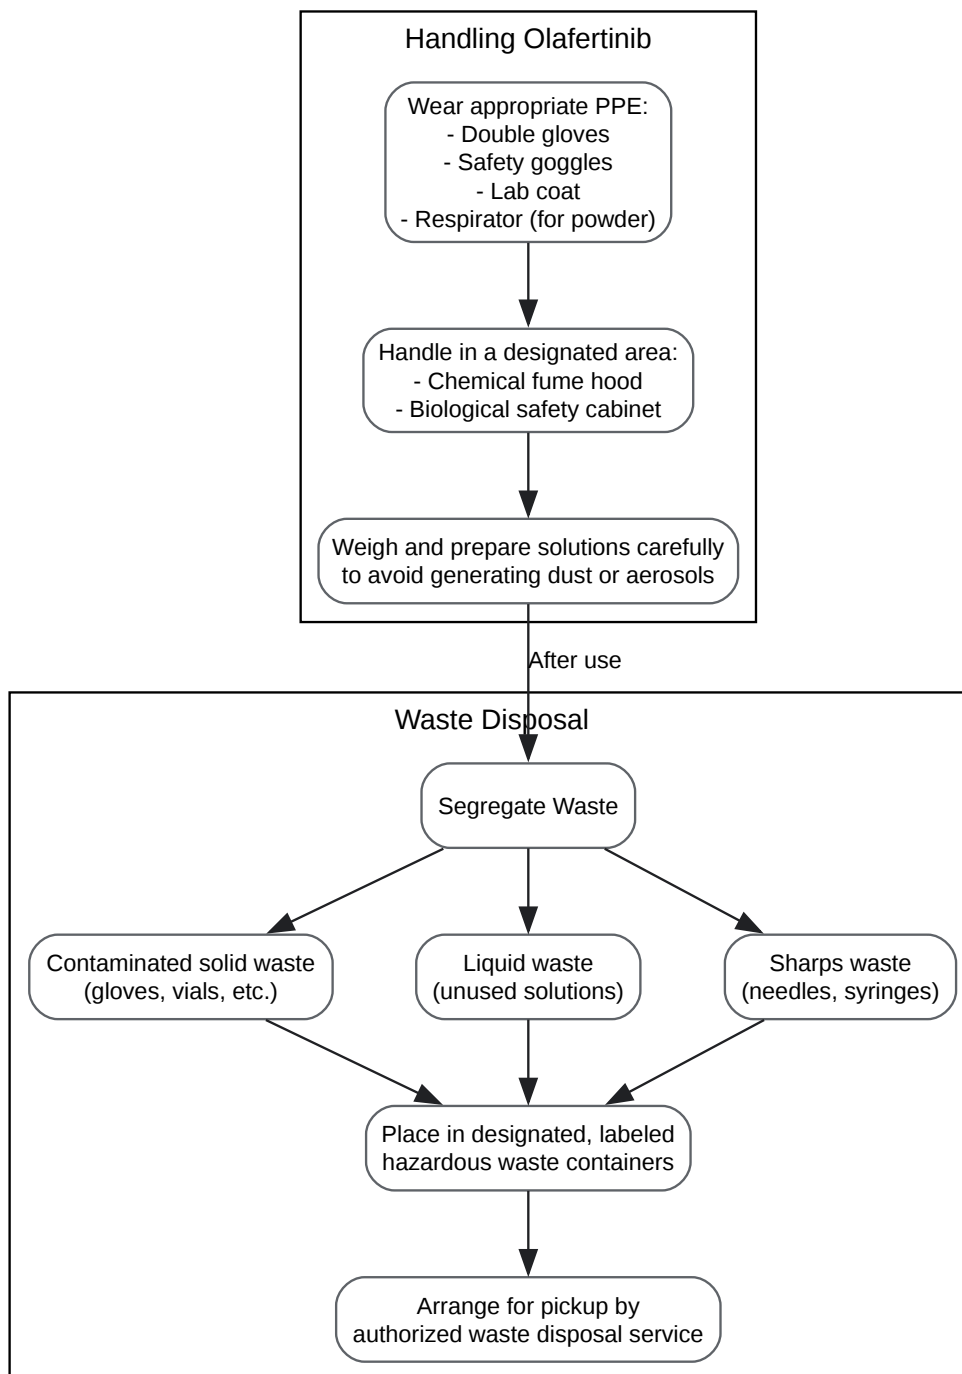 Handling Olafertinib
Wear appropriate PPE:
- Double gloves
- Safety goggles
- Lab coat
- Respirator (for powder)
Handle in a designated area:
- Chemical fume hood
- Biological safety cabinet
Weigh and prepare solutions carefully
to avoid generating dust or aerosols
After use
Waste Disposal
Segregate Waste
Contaminated solid waste
(gloves, vials, etc.)
Liquid waste
(unused solutions)
Sharps waste
(needles, syringes)
Place in designated, labeled
hazardous waste containers
Arrange for pickup by
authorized waste disposal service